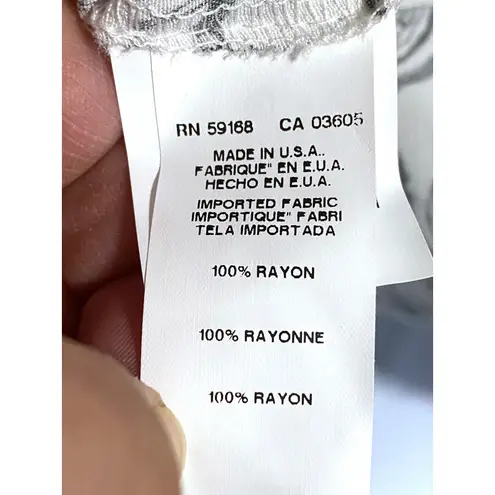 RN 59168 CA 03605
MADE IN U.S.A..
FABRIQUE" EN E.U.A.
HECHO EN E.U.A.
IMPORTED FABRIC
IMPORTIQUE" FABRI
TELA IMPORTADA
100% RAYON
100% RAYONNE
100% RAYON